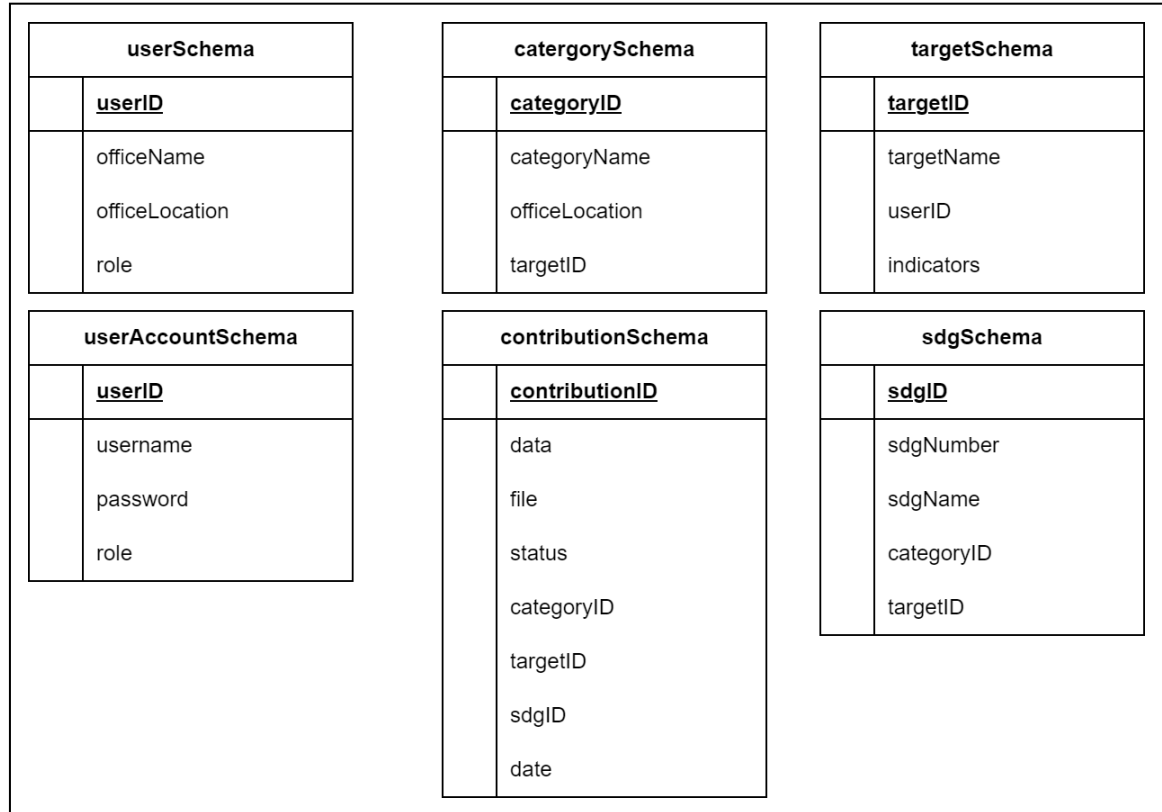 userSchema
userID
officeName
officeLocation
role
catergorySchema
categoryID
categoryName
officeLocation
targetID
targetSchema
targetID
targetName
userID
indicators
userAccountSchema
userID
username
password
role
contributionSchema
contributionID
data
file
status
categoryID
targetID
sdgID
date
sdgSchema
sdgID
sdgNumber
sdgName
categoryID
targetID